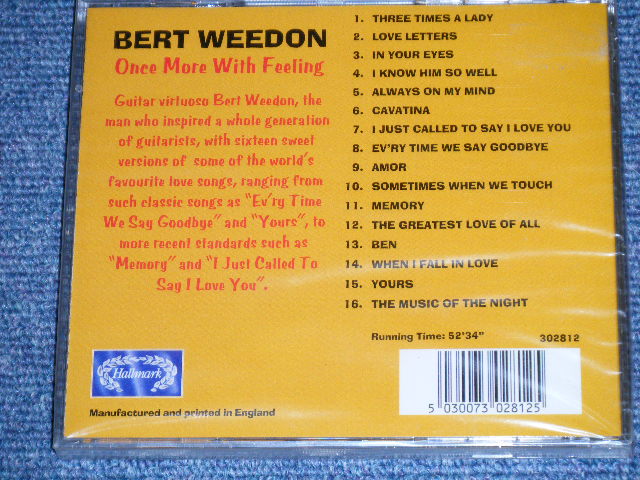 BERT WEEDON
Once More With Feeling
Guitar virtuoso Bert Weedon, the
man who inspired a whole generation
of guitarists, with sixteen sweet
versions of some of the world's
favourite love songs, ranging from
such classic songs as "Ev'ry Time
We Say Goodbye" and "Yours", to
more recent standards such as
"Memory" and "I Just Called To
Say I Love You".
1. THREE TIMES A LADY
2. LOVE LETTERS
3. IN YOUR EYES
4. I KNOW HIM SO WELL
5. ALWAYS ON MY MIND
6. CAVATINA
7. I JUST CALLED TO SAY I LOVE YOU
8. EV'RY TIME WE SAY GOODBYE
9. AMOR
10. SOMETIMES WHEN WE TOUCH
11. MEMORY
12. THE GREATEST LOVE OF ALL
13. BEN
14. WHEN I FALL IN LOVE
15. YOURS
16. THE MUSIC OF THE NIGHT
Running Time: 52'34" 302812
Hallmark
Manufactured and printed in England
5 030073 028125